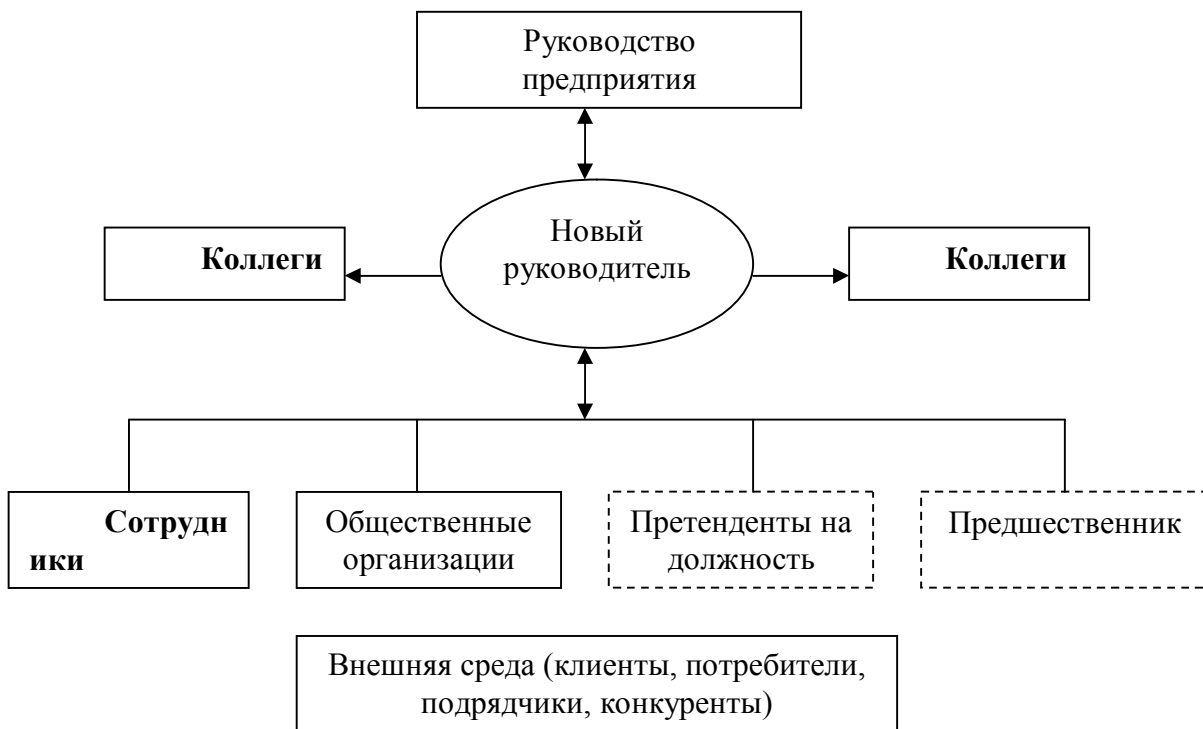 Руководство
предприятия
Новый
руководитель
Коллеги
Коллеги
Сотрудн
ики
Общественные
организации
Претенденты на
должность
Предшественник
Внешняя среда (клиенты, потребители,
подрядчики, конкуренты)